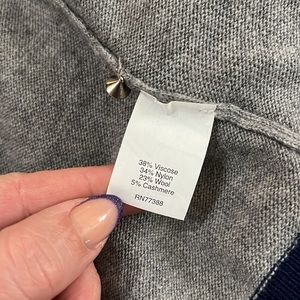 38% Viscose
34% Nylon
23% Wool
5% Cashmere
RN77388